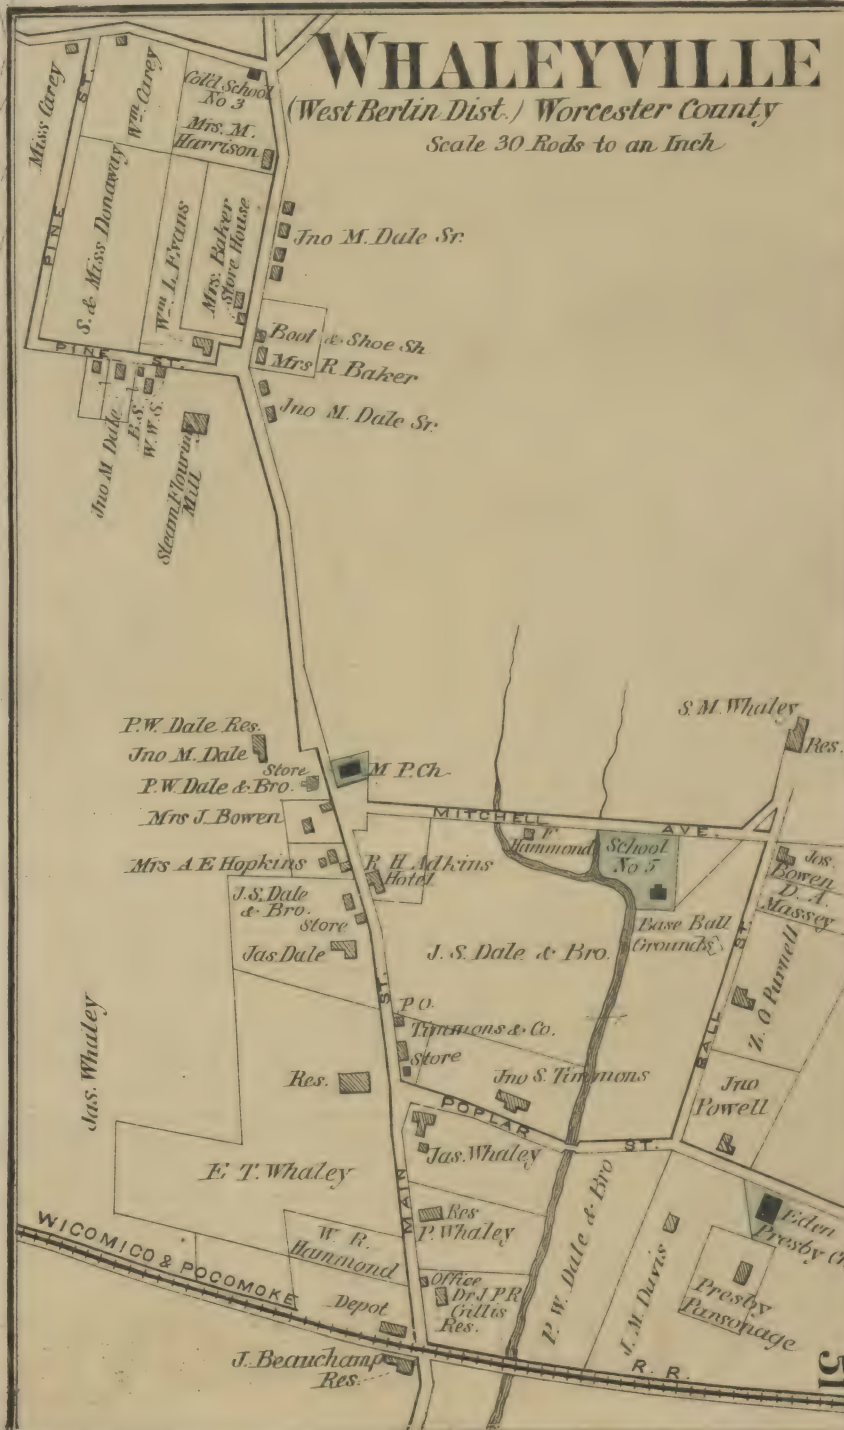 WHALEYVILLE
(West Berlin Dist.) Worcester County
Scale 30 Rods to an Inch
Miss Carey
PINE ST.
Wm Carey
Col'd School
No 3
Mrs. M.
Harrison
S. & Miss Donaway
Wm L. Evans
Mrs. Baker
Store House
Jno M. Dale Sr.
Boot & Shoe Sh
Mrs R Baker
Jno M. Dale Sr.
PINE ST.
Jno M Dale
B.S.
W.W.S.
Steam Flouring
Mill
P.W. Dale Res.
Jno M. Dale
Store
P.W. Dale & Bro.
M P. Ch.
Mrs J. Bowen
Mrs A E Hopkins
R H Adkins
Hotel
J.S. Dale
& Bro.
Store
Jas Dale
MITCHELL AVE.
F
Hammond
School
No 5
S. M. Whaley
Res.
Jos.
Bowen
D. A.
Massey
Base Ball
Grounds
J. S. Dale & Bro.
BALL ST.
Z. O Purnell
Jas. Whaley
P O.
Timmons & Co.
Store
Res.
Jno S. Timmons
Jno
Powell
POPLAR ST.
MAIN ST.
Jas. Whaley
E T. Whaley
Res
P. Whaley
W R.
Hammond
Office
Dr J P R
Gillis
Res.
P. W. Dale & Bro
J. M. Davis
Eden
Presby Ch
Presby
Parsonage
WICOMICO & POCOMOKE R. R.
Depot
J. Beauchamp
Res.
51